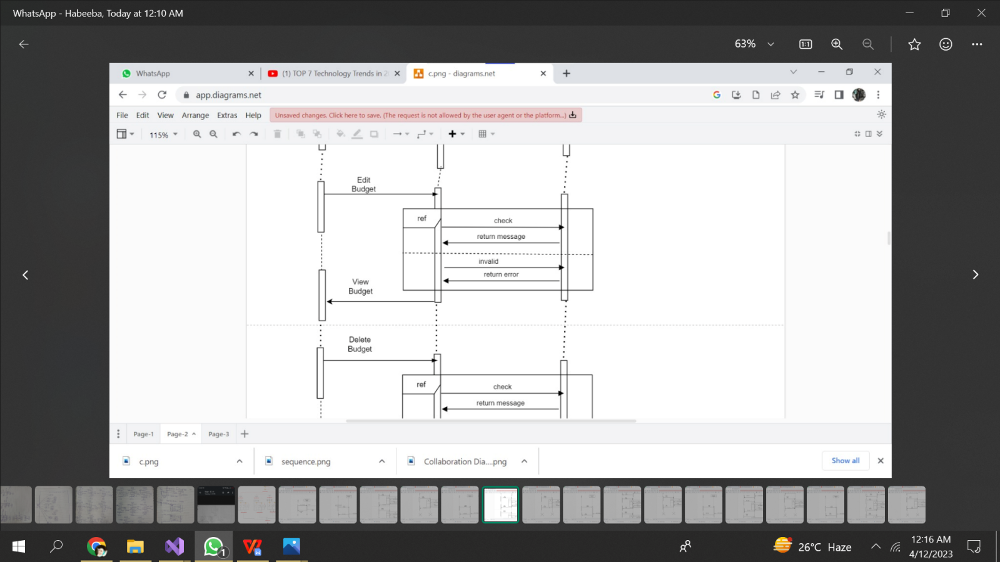 WhatsApp - Habeeba, Today at 12:10 AM
63%
1:1
WhatsApp
(1) TOP 7 Technology Trends in 2
c.png - diagrams.net
app.diagrams.net
File Edit View Arrange Extras Help
Unsaved changes. Click here to save. (The request is not allowed by the user agent or the platform...)
115%
Edit
Budget
ref
check
return message
invalid
return error
View
Budget
Delete
Budget
ref
check
return message
Page-1 Page-2 Page-3
c.png
sequence.png
Collaboration Dia....png
Show all
1
26°C Haze
12:16 AM
4/12/2023